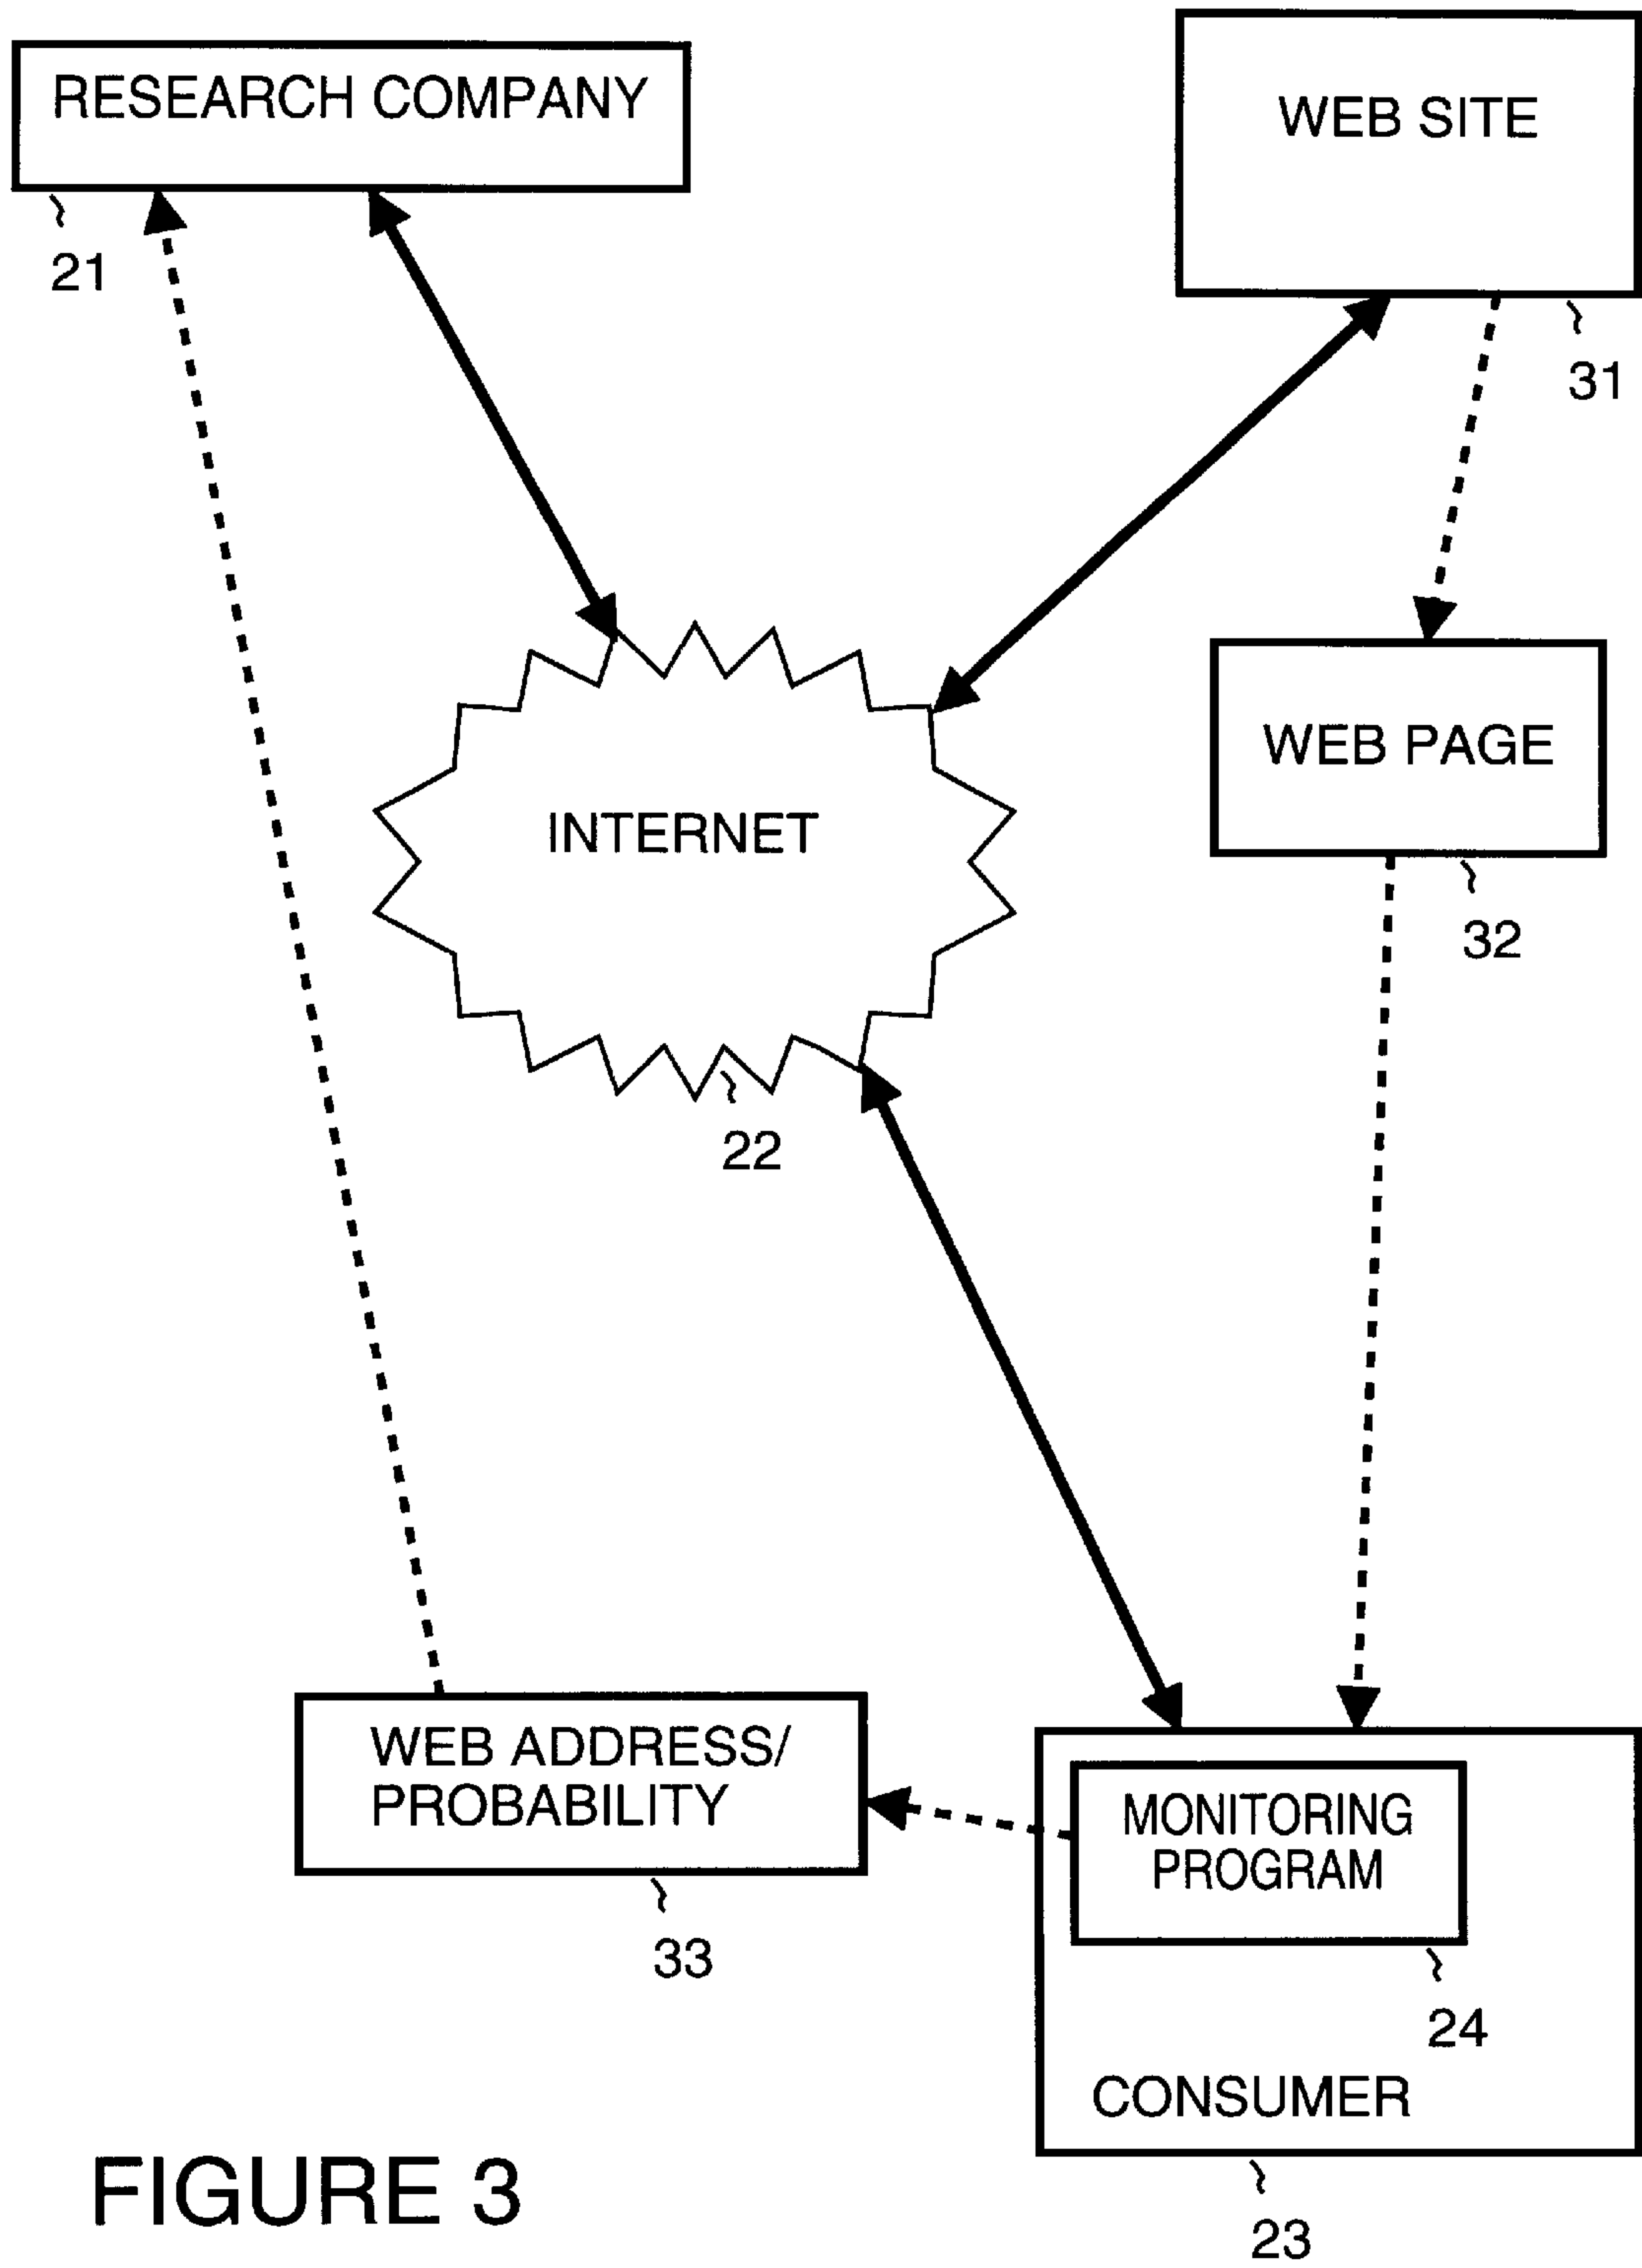 RESEARCH COMPANY
21
WEB SITE
31
INTERNET
22
WEB PAGE
32
WEB ADDRESS/
PROBABILITY
33
MONITORING
PROGRAM
24
CONSUMER
23
FIGURE 3